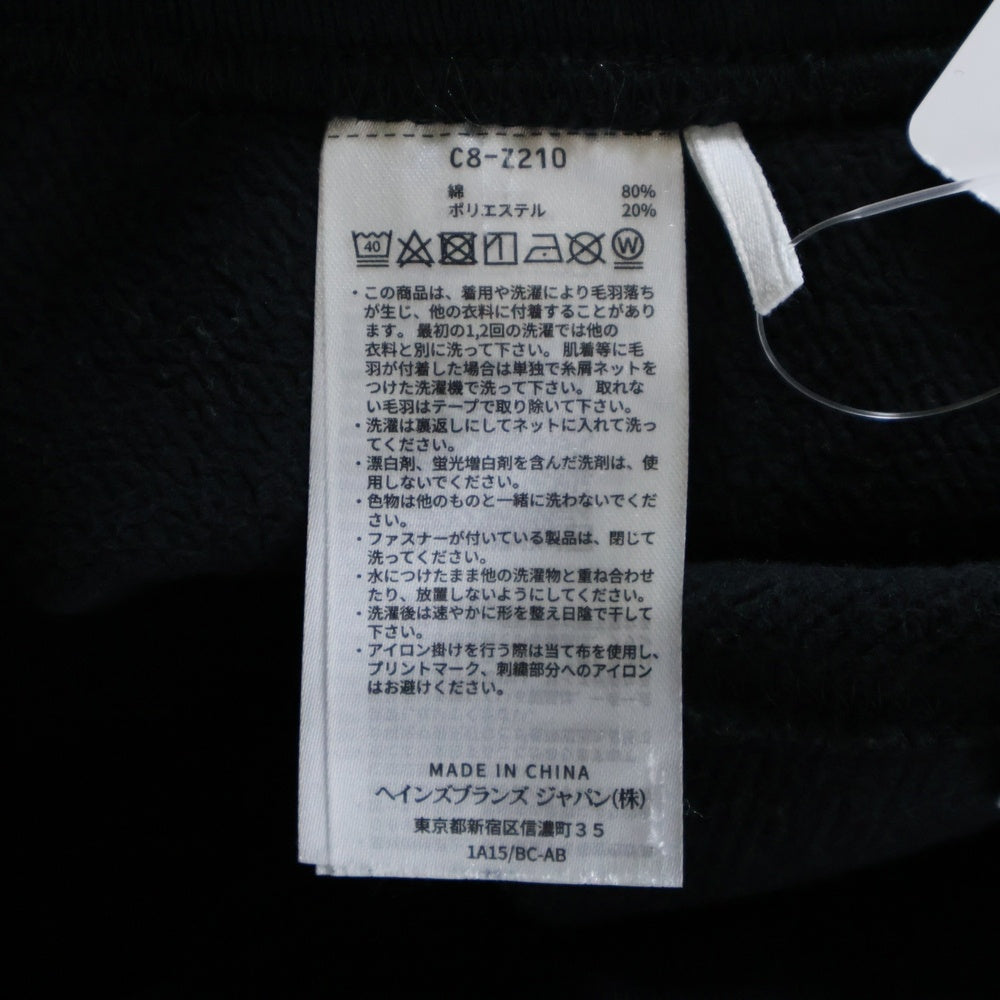 C8-Z210
綿 80%
ポリエステル 20%
40 W
・この商品は、着用や洗濯により毛羽落ち
が生じ、他の衣料に付着することがあり
ます。 最初の1,2回の洗濯では他の
衣料と別に洗って下さい。 肌着等に毛
羽が付着した場合は単独で糸屑ネットを
つけた洗濯機で洗って下さい。 取れな
い毛羽はテープで取り除いて下さい。
・洗濯は裏返しにしてネットに入れて洗っ
てください。
・漂白剤、蛍光増白剤を含んだ洗剤は、使
用しないでください。
・色物は他のものと一緒に洗わないでくだ
さい。
・ファスナーが付いている製品は、閉じて
洗ってください。
・水につけたまま他の洗濯物と重ね合わせ
たり、放置しないようにしてください。
・洗濯後は速やかに形を整え日陰で干して
下さい。
・アイロン掛けを行う際は当て布を使用し、
プリントマーク、刺繍部分へのアイロン
はお避けください。
MADE IN CHINA
ヘインズブランズ ジャパン(株)
東京都新宿区信濃町３５
1A15/BC-AB